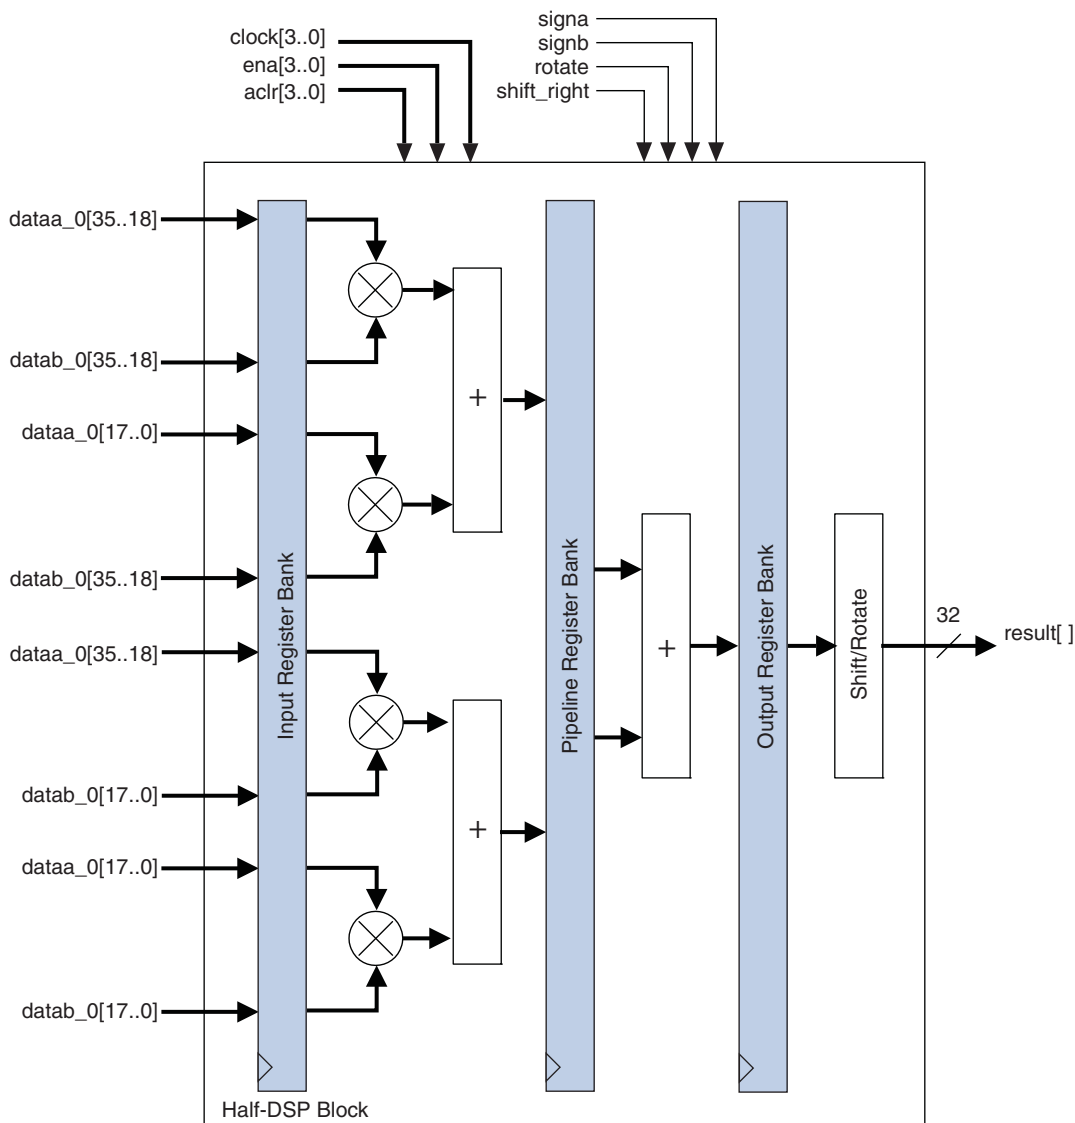 clock[3..0]
ena[3..0]
aclr[3..0]
signa
signb
rotate
shift_right
dataa_0[35..18]
datab_0[35..18]
dataa_0[17..0]
datab_0[35..18]
dataa_0[35..18]
datab_0[17..0]
dataa_0[17..0]
datab_0[17..0]
Input Register Bank
+
+
Pipeline Register Bank
+
Output Register Bank
Shift/Rotate
32
result[ ]
Half-DSP Block